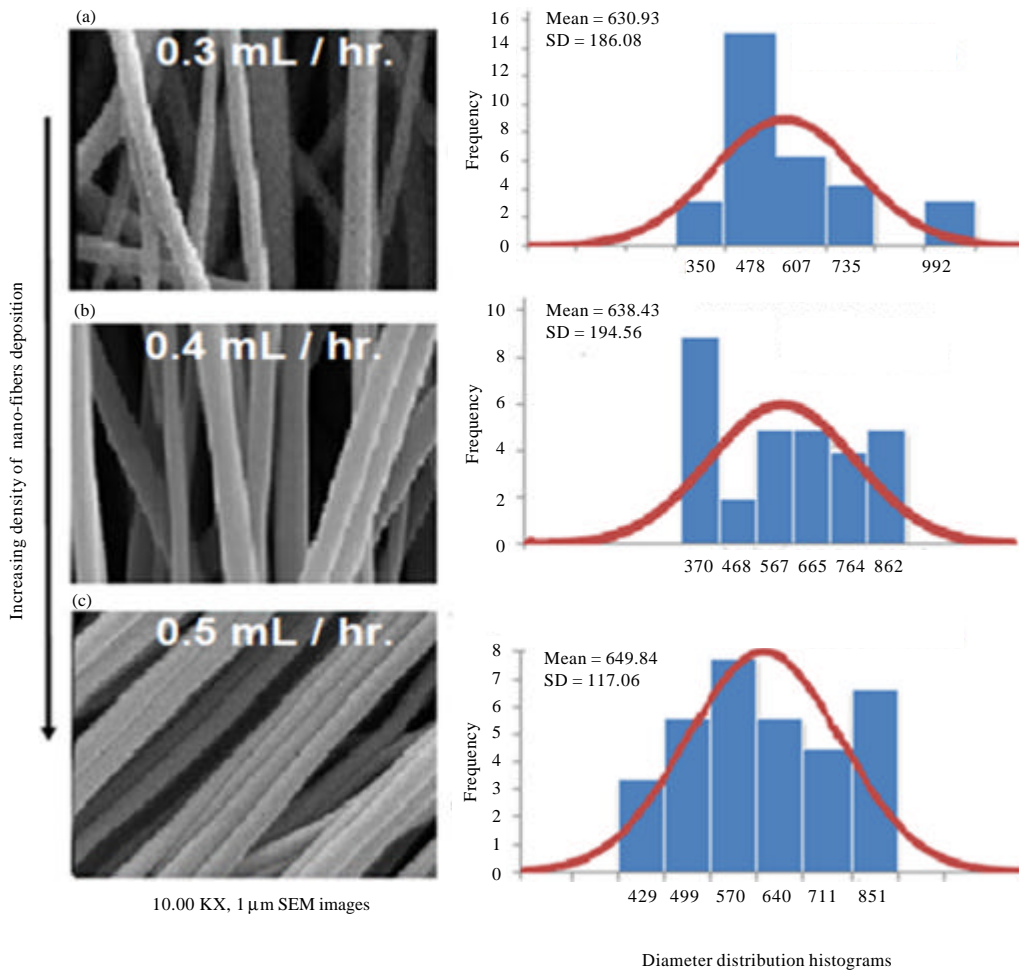 (a)
0.3 mL / hr.
Mean = 630.93
SD = 186.08
Frequency
16
14
12
10
8
6
4
2
0
350 478 607 735 992
Increasing density of nano-fibers deposition
(b)
0.4 mL / hr.
Mean = 638.43
SD = 194.56
Frequency
10
8
6
4
2
0
370 468 567 665 764 862
(c)
0.5 mL / hr.
Mean = 649.84
SD = 117.06
Frequency
8
7
6
5
4
3
2
1
0
429 499 570 640 711 851
10.00 KX, 1 µm SEM images
Diameter distribution histograms